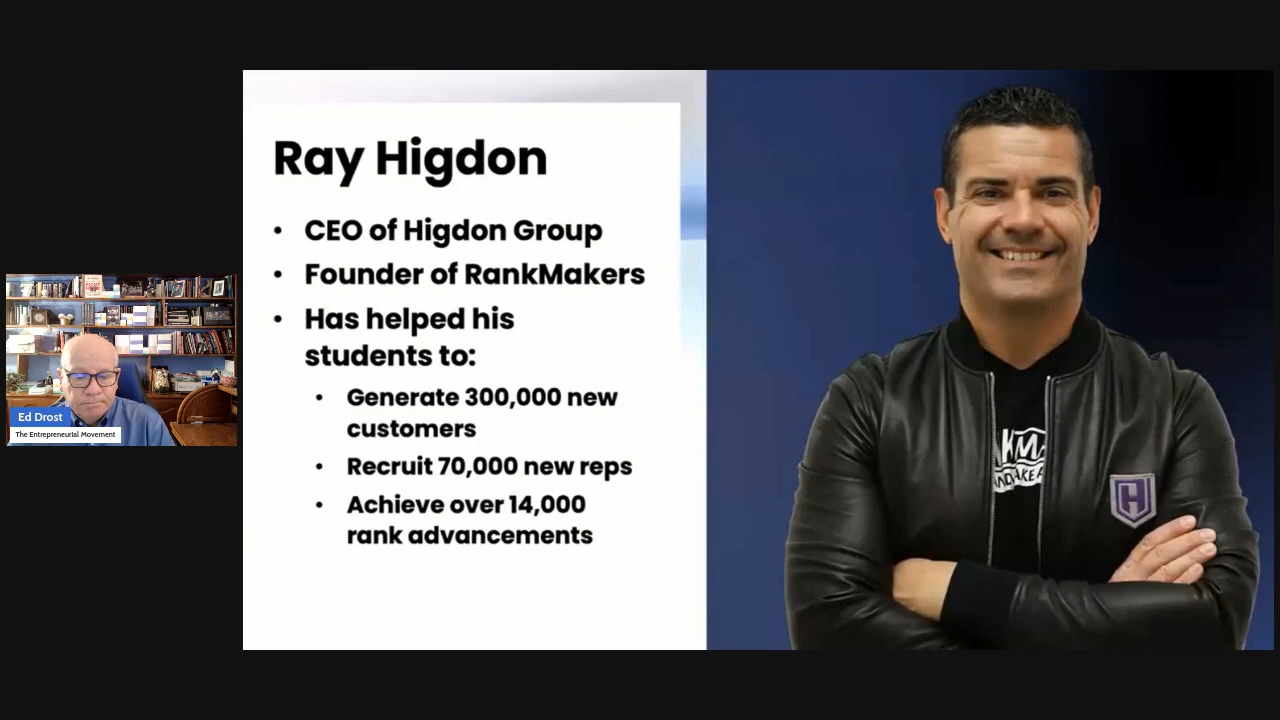 Ray Higdon
• CEO of Higdon Group
• Founder of RankMakers
• Has helped his
students to:
• Generate 300,000 new
customers
• Recruit 70,000 new reps
• Achieve over 14,000
rank advancements
Ed Drost
The Entrepreneurial Movement
H